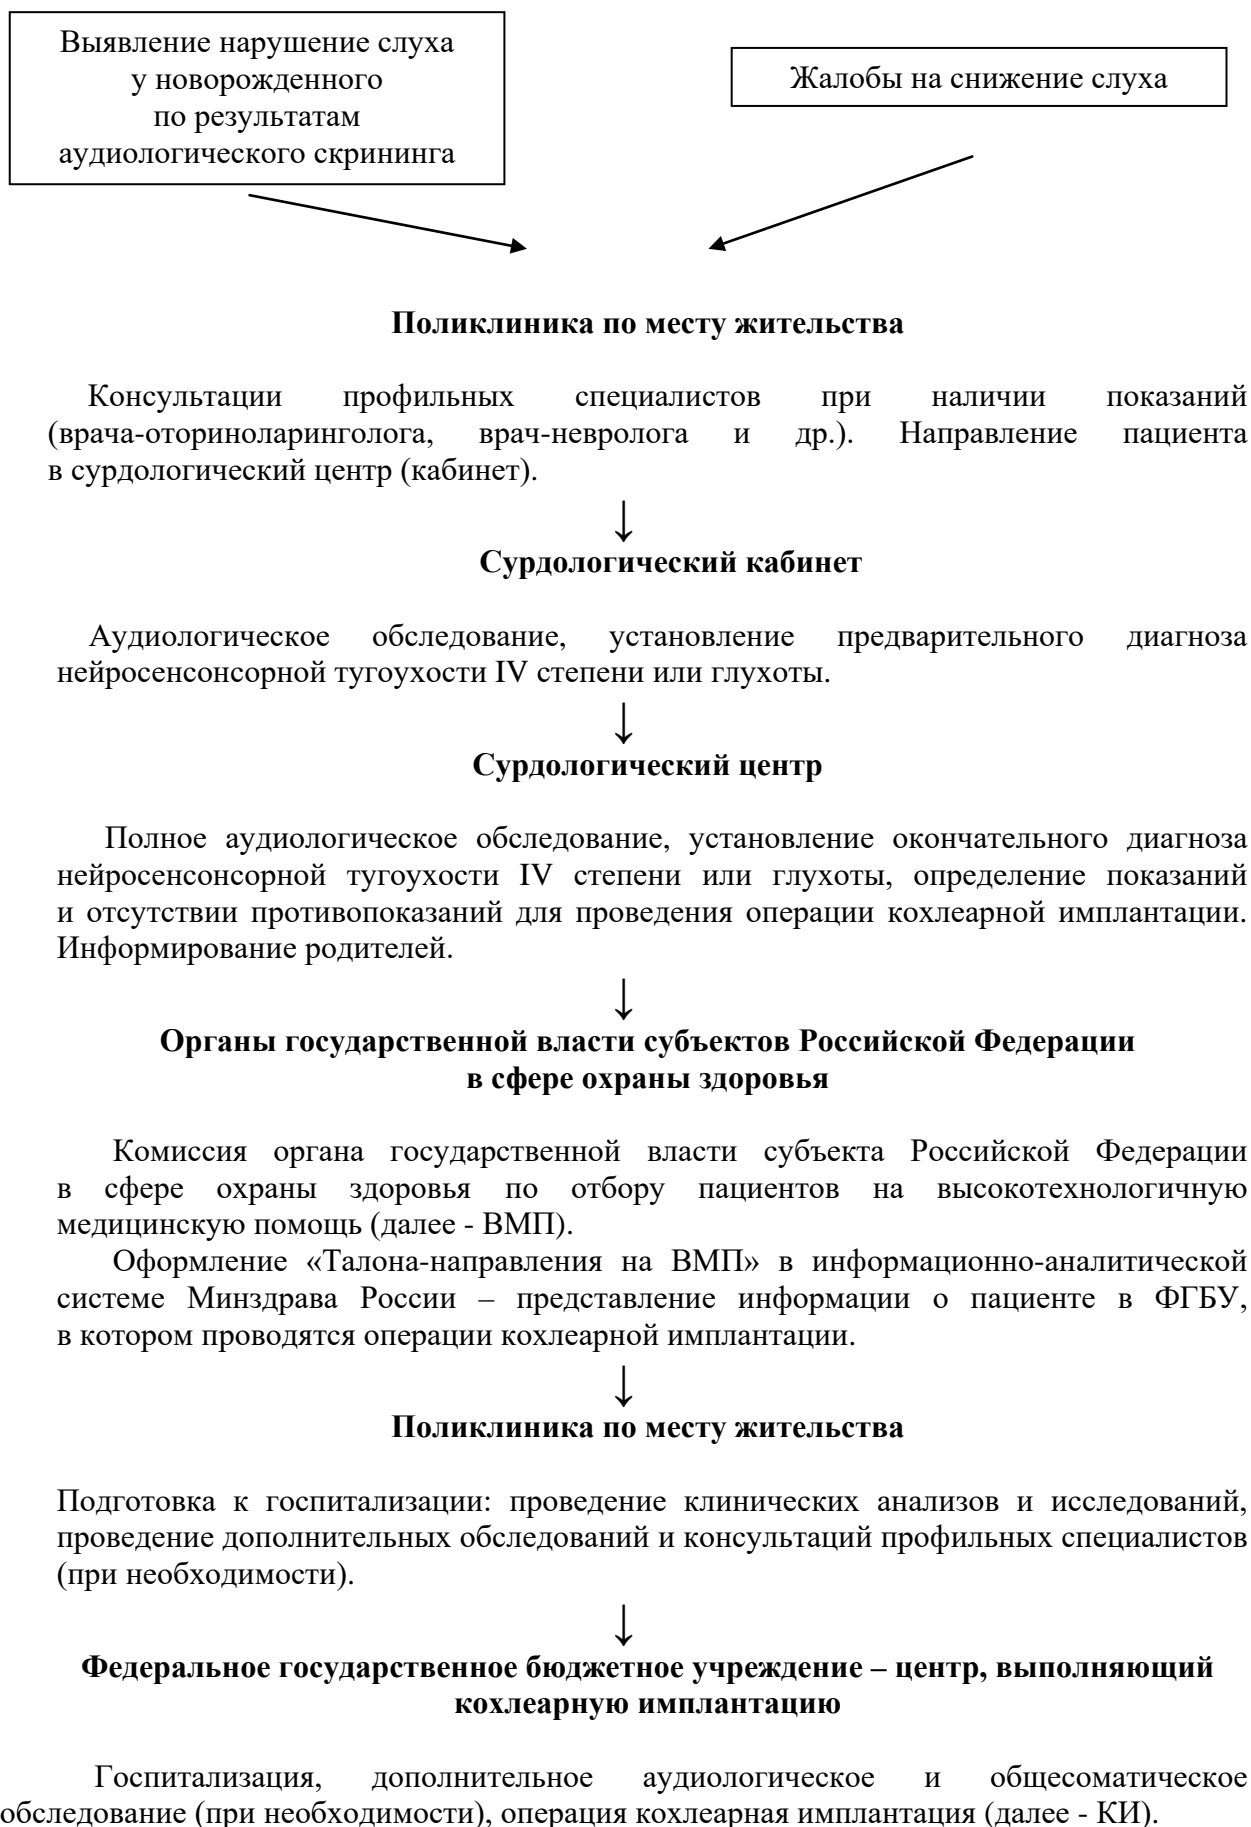 Выявление нарушение слуха
у новорожденного
по результатам
аудиологического скрининга
Жалобы на снижение слуха
Поликлиника по месту жительства
Консультации профильных специалистов при наличии показаний
(врача-оториноларинголога, врач-невролога и др.). Направление пациента
в сурдологический центр (кабинет).
↓
Сурдологический кабинет
Аудиологическое обследование, установление предварительного диагноза
нейросенсонсорной тугоухости IV степени или глухоты.
↓
Сурдологический центр
Полное аудиологическое обследование, установление окончательного диагноза
нейросенсонсорной тугоухости IV степени или глухоты, определение показаний
и отсутствии противопоказаний для проведения операции кохлеарной имплантации.
Информирование родителей.
↓
Органы государственной власти субъектов Российской Федерации
в сфере охраны здоровья
Комиссия органа государственной власти субъекта Российской Федерации
в сфере охраны здоровья по отбору пациентов на высокотехнологичную
медицинскую помощь (далее - ВМП).
Оформление «Талона-направления на ВМП» в информационно-аналитической
системе Минздрава России – представление информации о пациенте в ФГБУ,
в котором проводятся операции кохлеарной имплантации.
↓
Поликлиника по месту жительства
Подготовка к госпитализации: проведение клинических анализов и исследований,
проведение дополнительных обследований и консультаций профильных специалистов
(при необходимости).
↓
Федеральное государственное бюджетное учреждение – центр, выполняющий
кохлеарную имплантацию
Госпитализация, дополнительное аудиологическое и общесоматическое
обследование (при необходимости), операция кохлеарная имплантация (далее - КИ).